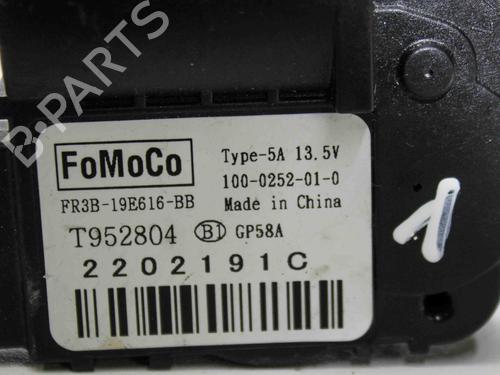 B-PARTS
FoMoCo
Type-5A 13.5V
100-0252-01-0
FR3B-19E616-BB
Made in China
T952804 B1 GP58A
2202191C
1